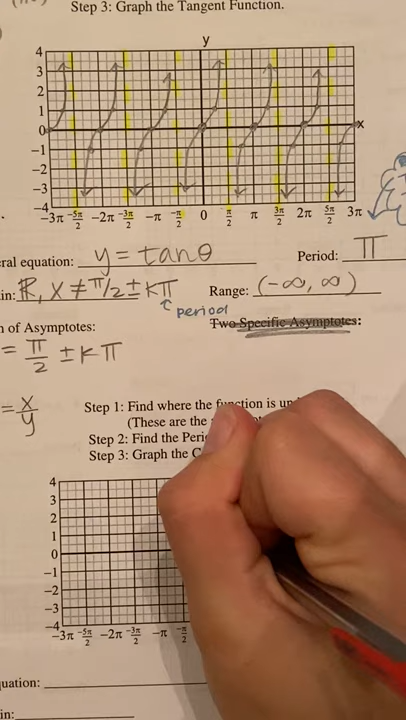 Step 3: Graph the Tangent Function.
y
4
3
2
1
0
x
-1
-2
-3
-4
-3π -5π/2 -2π -3π/2 -π -π/2 0 π/2 π 3π/2 2π 5π/2 3π
equation: y = tanθ Period: π
in: ℝ, x ≠ π/2 ± kπ Range: (-∞, ∞)
period
of Asymptotes: Two Specific Asymptotes:
= π/2 ± kπ
= x/y
Step 1: Find where the function is
(These are the
Step 2: Find the
Step 3: Graph the
4
3
2
1
0
-1
-2
-3
-4
-3π -5π/2 -2π -3π/2 -π -π/2
in: